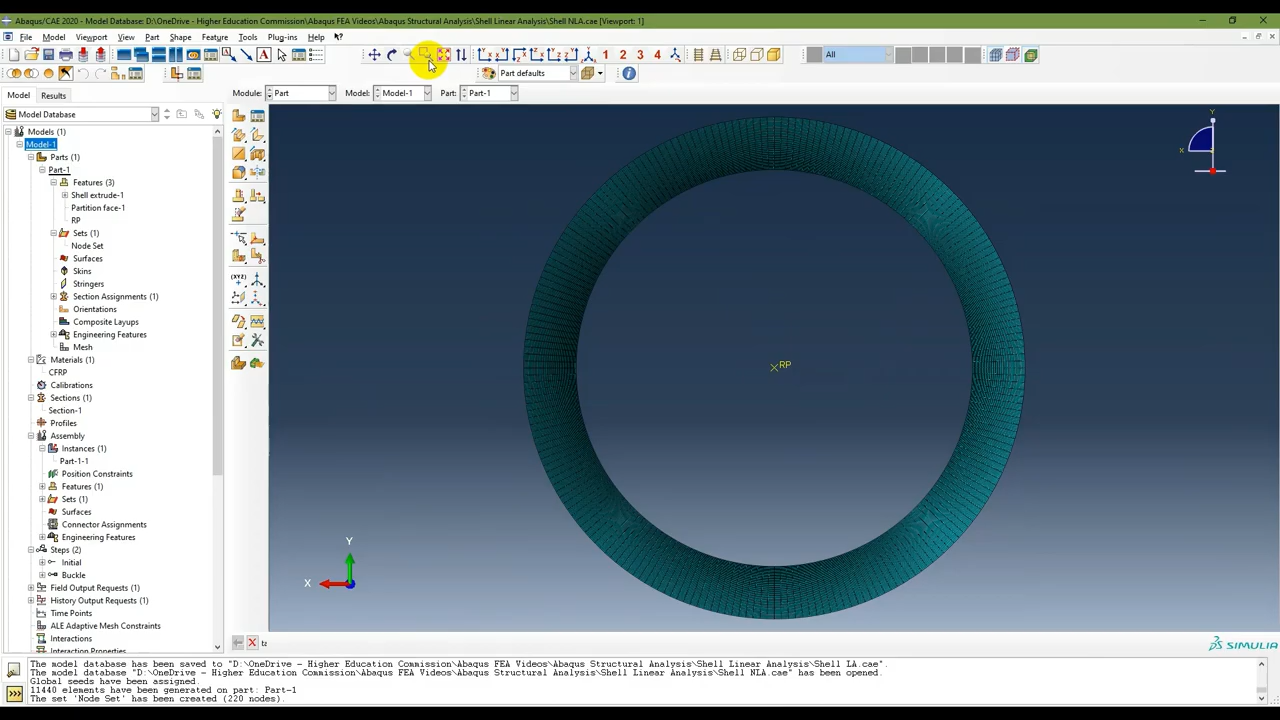 Abaqus/CAE 2020 - Model Database: D:\OneDrive - Higher Education Commission\Abaqus FEA Videos\Abaqus Structural Analysis\Shell Linear Analysis\Shell NLA.cae [Viewport: 1]
File Model Viewport View Part Shape Feature Tools Plug-ins Help
A 1 2 3 4 All
Part defaults
Model Results Module: Part Model: Model-1 Part: Part-1
Model Database
Models (1)
Model-1
Parts (1)
Part-1
Features (3)
Shell extrude-1
Partition face-1
RP
Sets (1)
Node Set
Surfaces
Skins
Stringers
Section Assignments (1)
Orientations
Composite Layups
Engineering Features
Mesh
Materials (1)
CFRP
Calibrations
Sections (1)
Section-1
Profiles
Assembly
Instances (1)
Part-1-1
Position Constraints
Features (1)
Sets (1)
Surfaces
Connector Assignments
Engineering Features
Steps (2)
Initial
Buckle
Field Output Requests (1)
History Output Requests (1)
Time Points
ALE Adaptive Mesh Constraints
Interactions
Interaction Properties
(XYZ)
Y
X
RP
Y
X
tz
SIMULIA
The model database has been saved to "D:\OneDrive - Higher Education Commission\Abaqus FEA Videos\Abaqus Structural Analysis\Shell Linear Analysis\Shell LA.cae".
The model database "D:\OneDrive - Higher Education Commission\Abaqus FEA Videos\Abaqus Structural Analysis\Shell Linear Analysis\Shell NLA.cae" has been opened.
Global seeds have been assigned.
11440 elements have been generated on part: Part-1
The set 'Node Set' has been created (220 nodes).
>>>